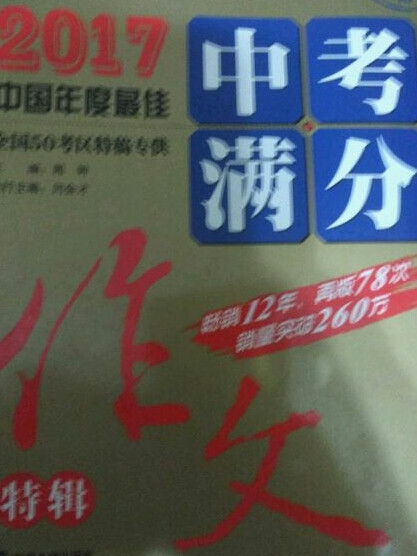 2017
中国年度最佳
全国50考区特稿专供
中考
满分
畅销12年，再版78次
销量突破260万
作文
特辑